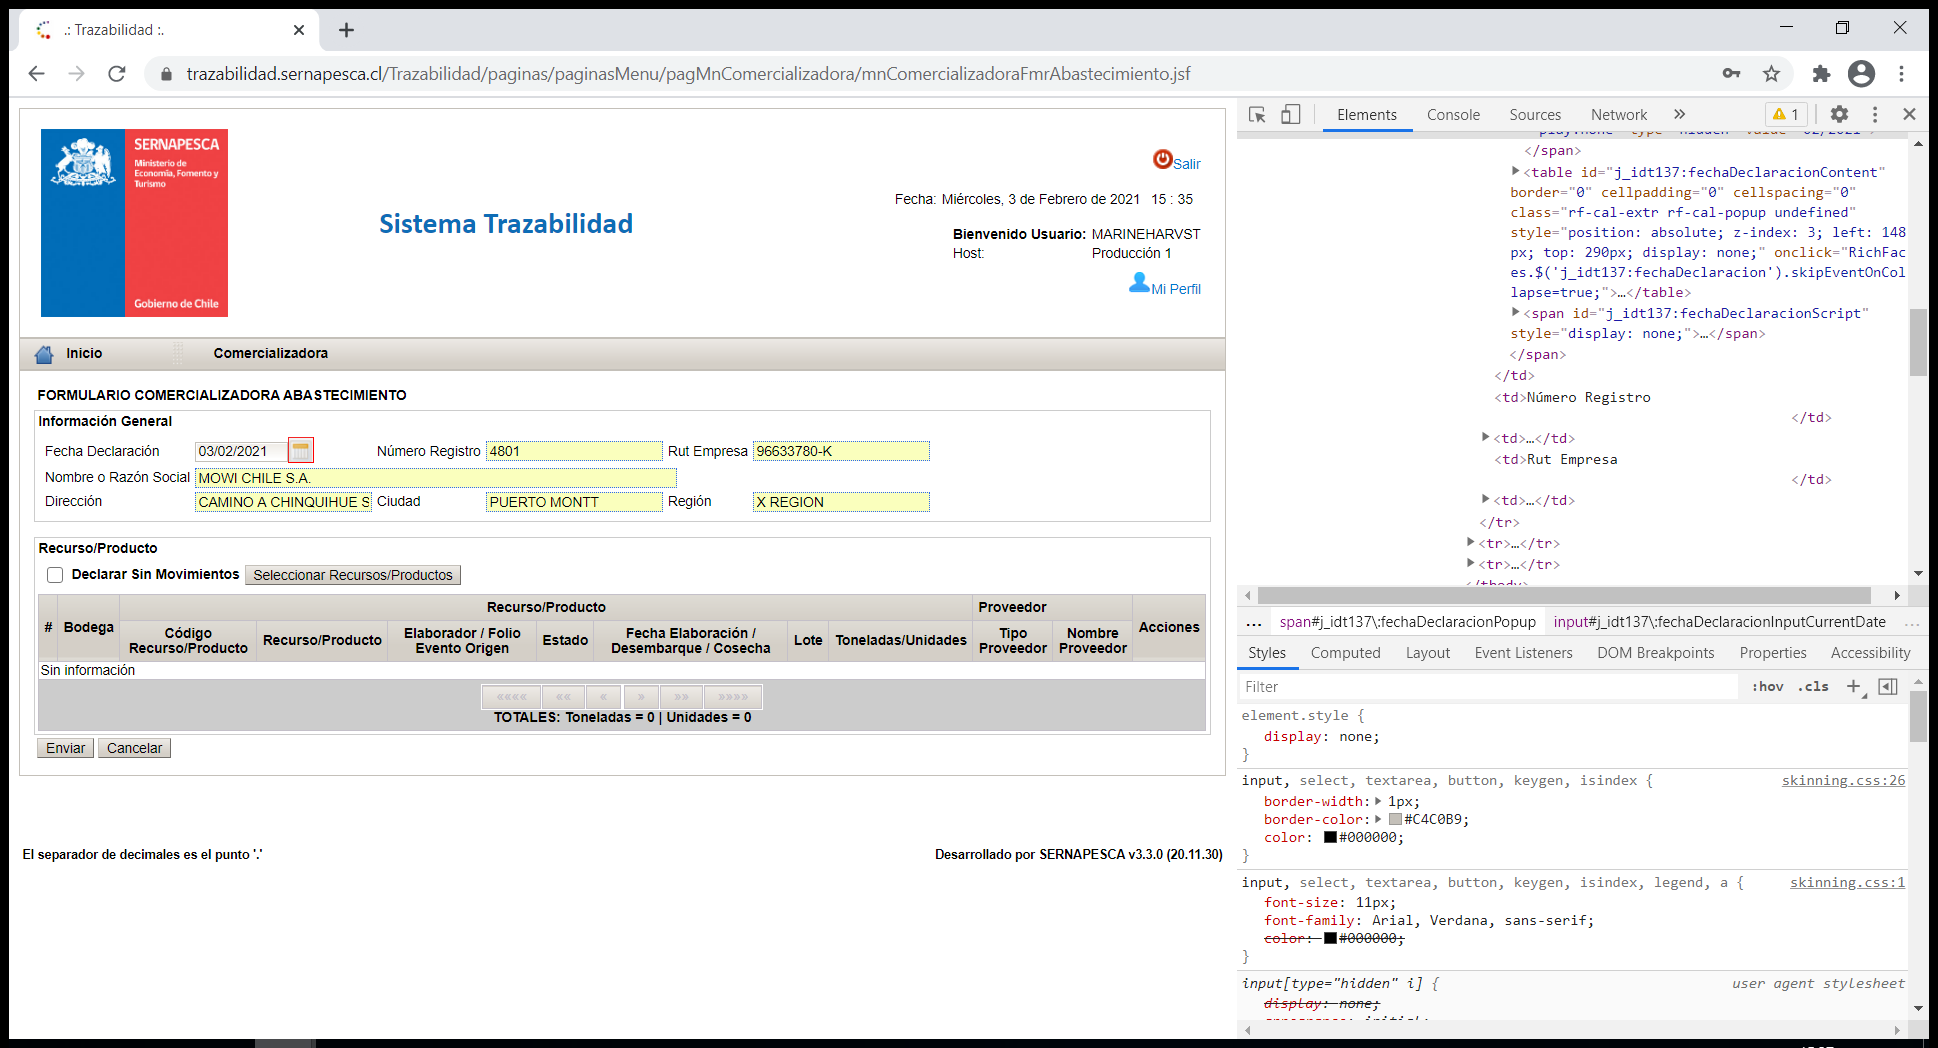 .: Trazabilidad :.
trazabilidad.sernapesca.cl/Trazabilidad/paginas/paginasMenu/pagMnComercializadora/mnComercializadoraFmrAbastecimiento.jsf
SERNAPESCA
Ministerio de
Economía, Fomento y
Turismo
Gobierno de Chile
Sistema Trazabilidad
Salir
Fecha: Miércoles, 3 de Febrero de 2021 15 : 35
Bienvenido Usuario: MARINEHARVST
Host: Producción 1
Mi Perfil
Inicio Comercializadora
FORMULARIO COMERCIALIZADORA ABASTECIMIENTO
Información General
Fecha Declaración 03/02/2021 Número Registro 4801 Rut Empresa 96633780-K
Nombre o Razón Social MOWI CHILE S.A.
Dirección CAMINO A CHINQUIHUE S Ciudad PUERTO MONTT Región X REGION
Recurso/Producto
Declarar Sin Movimientos Seleccionar Recursos/Productos
# Bodega Recurso/Producto Proveedor Acciones
Código Recurso/Producto Recurso/Producto Elaborador / Folio Evento Origen Estado Fecha Elaboración / Desembarque / Cosecha Lote Toneladas/Unidades Tipo Proveedor Nombre Proveedor
Sin información
«««« «« « » »» »»»»
TOTALES: Toneladas = 0 | Unidades = 0
Enviar Cancelar
El separador de decimales es el punto '.'
Desarrollado por SERNAPESCA v3.3.0 (20.11.30)
Elements Console Sources Network » 1
</span>
<table id="j_idt137:fechaDeclaracionContent"
border="0" cellpadding="0" cellspacing="0"
class="rf-cal-extr rf-cal-popup undefined"
style="position: absolute; z-index: 3; left: 148
px; top: 290px; display: none;" onclick="RichFac
es.$('j_idt137:fechaDeclaracion').skipEventOnCol
lapse=true;">…</table>
<span id="j_idt137:fechaDeclaracionScript"
style="display: none;">…</span>
</span>
</td>
<td>Número Registro
</td>
<td>…</td>
<td>Rut Empresa
</td>
<td>…</td>
</tr>
<tr>…</tr>
<tr>…</tr>
… span#j_idt137\:fechaDeclaracionPopup input#j_idt137\:fechaDeclaracionInputCurrentDate …
Styles Computed Layout Event Listeners DOM Breakpoints Properties Accessibility
Filter :hov .cls +
element.style {
display: none;
}
input, select, textarea, button, keygen, isindex { skinning.css:26
border-width: 1px;
border-color: #C4C0B9;
color: #000000;
}
input, select, textarea, button, keygen, isindex, legend, a { skinning.css:1
font-size: 11px;
font-family: Arial, Verdana, sans-serif;
color: #000000;
}
input[type="hidden" i] { user agent stylesheet
display: none;